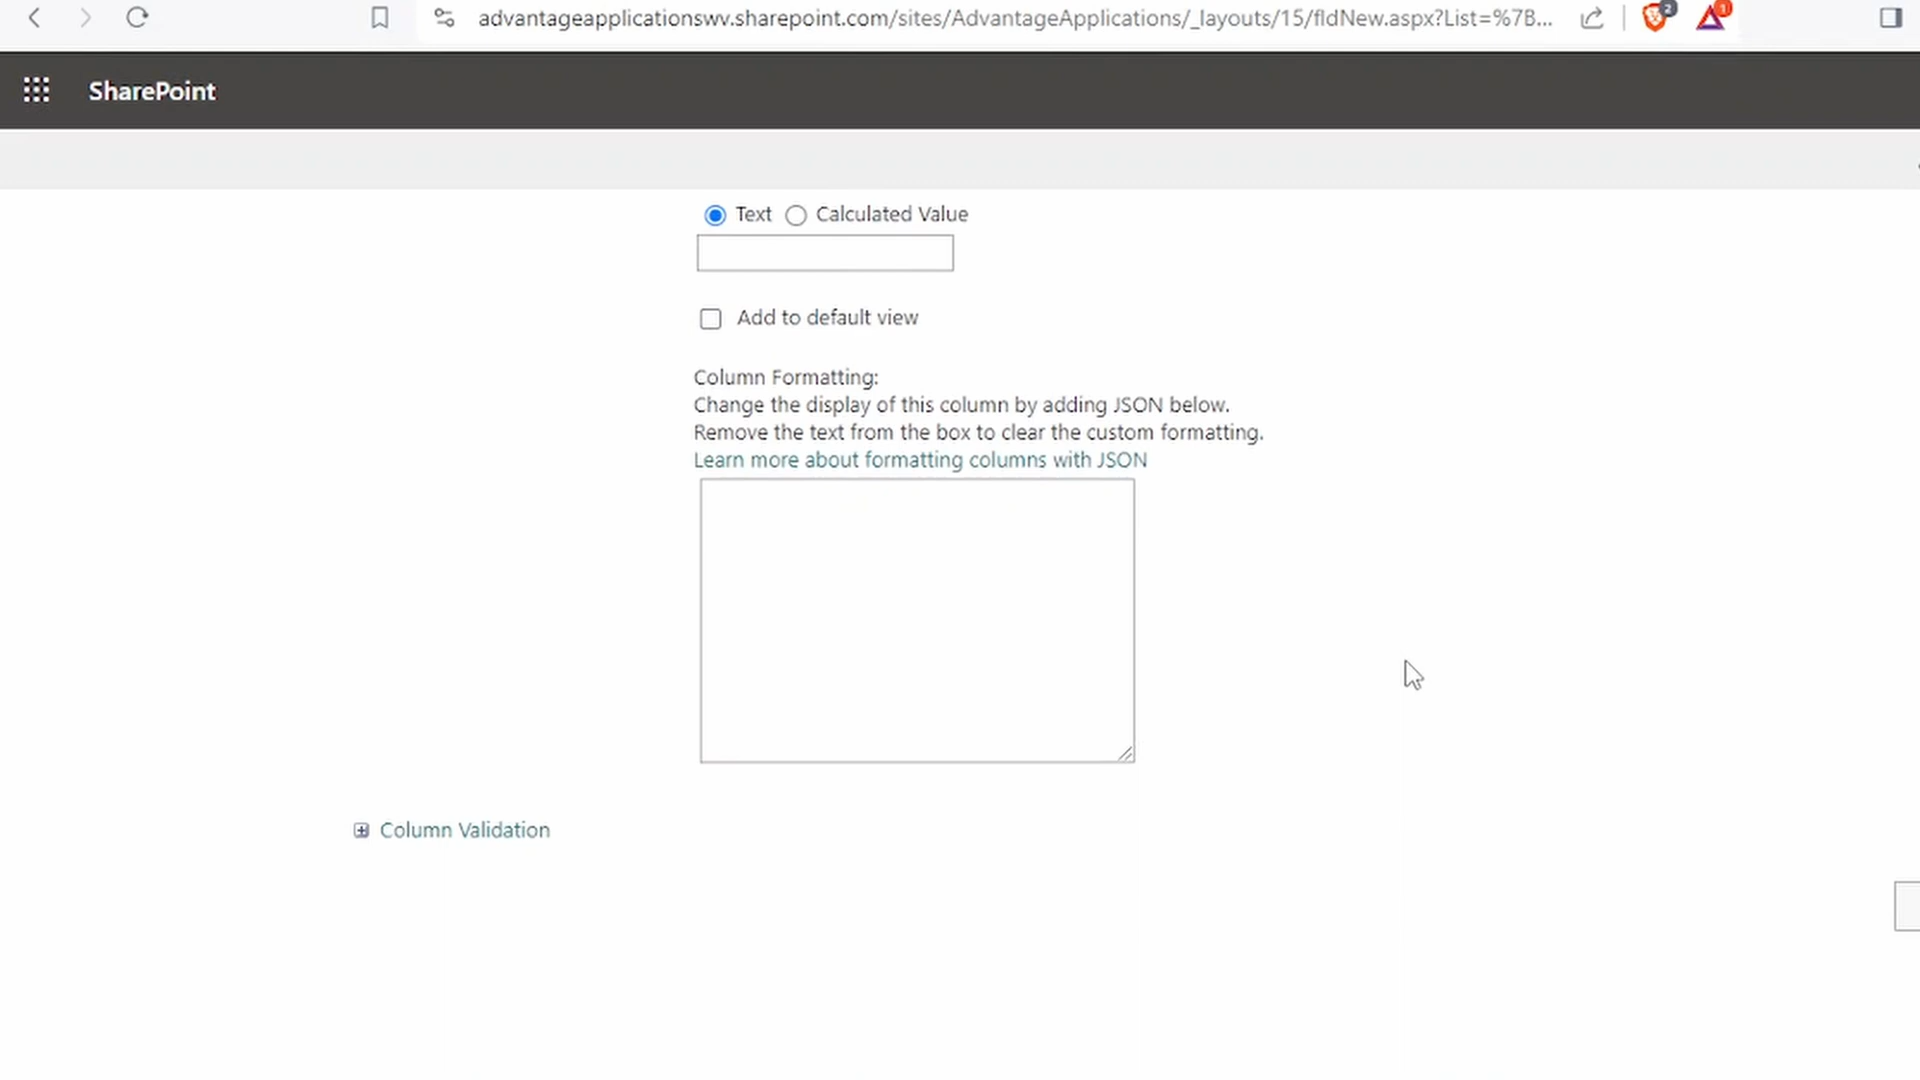 advantageapplicationswv.sharepoint.com/sites/AdvantageApplications/_layouts/15/fldNew.aspx?List=%7B...
2
1
SharePoint
Text Calculated Value
Add to default view
Column Formatting:
Change the display of this column by adding JSON below.
Remove the text from the box to clear the custom formatting.
Learn more about formatting columns with JSON
Column Validation